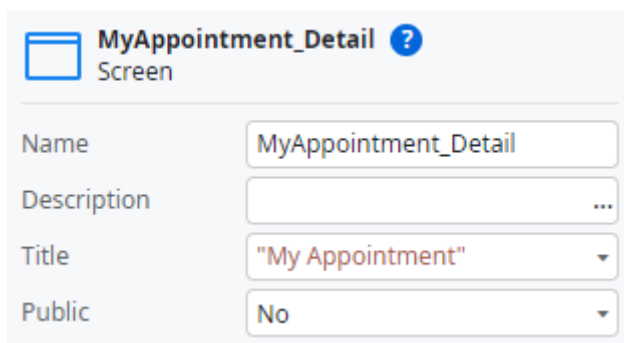 MyAppointment_Detail ?
Screen
Name MyAppointment_Detail
Description ...
Title "My Appointment"
Public No